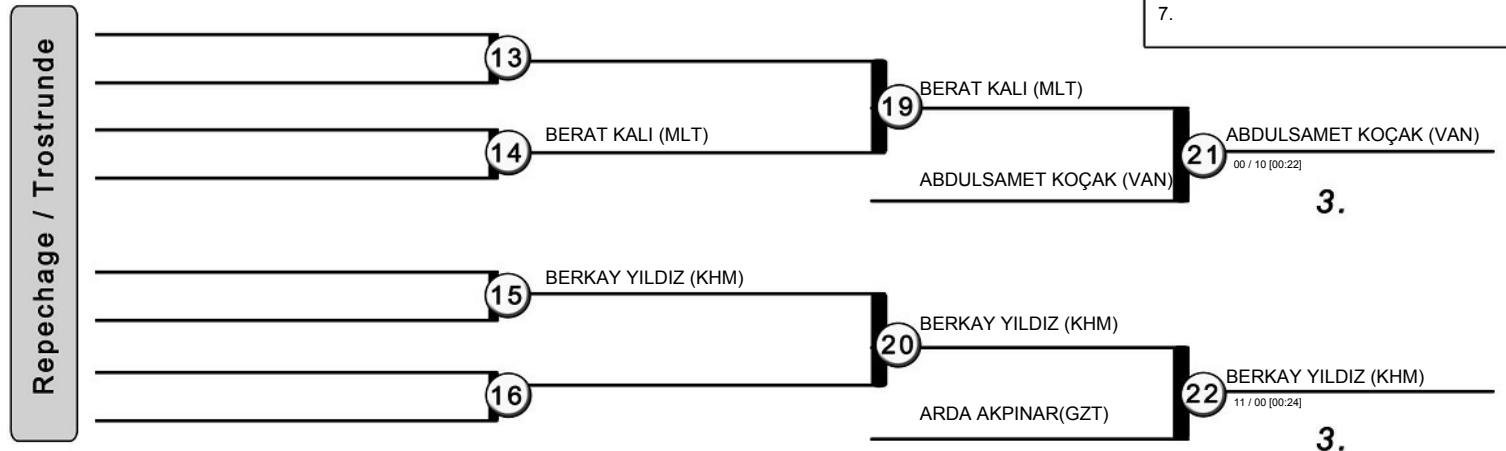 Repechage / Trostrunde
7.
13
14
BERAT KALI (MLT)
19
BERAT KALI (MLT)
ABDULSAMET KOÇAK (VAN)
21
ABDULSAMET KOÇAK (VAN)
00 / 10 [00:22]
3.
15
BERKAY YILDIZ (KHM)
16
20
BERKAY YILDIZ (KHM)
ARDA AKPINAR(GZT)
22
BERKAY YILDIZ (KHM)
11 / 00 [00:24]
3.